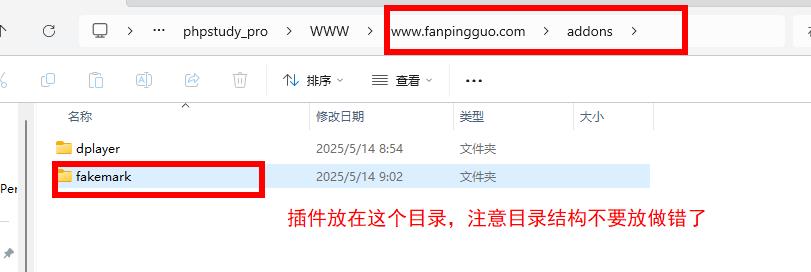 phpstudy_pro > WWW > www.fanpingguo.com > addons >
排序 查看
名称 修改日期 类型 大小
dplayer 2025/5/14 8:54 文件夹
Per fakemark 2025/5/14 9:02 文件夹
插件放在这个目录，注意目录结构不要放做错了